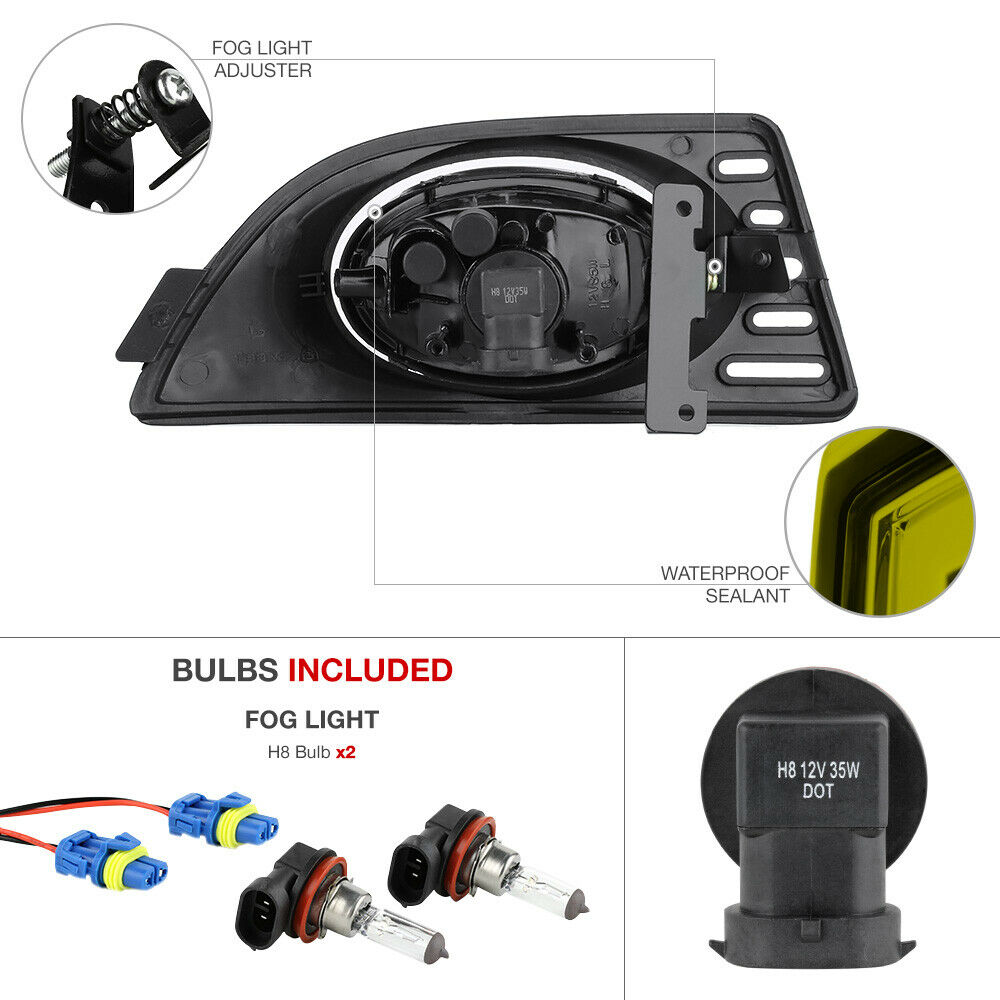 FOG LIGHT
ADJUSTER
H8 12V35W
DOT
12V35W
WATERPROOF
SEALANT
BULBS INCLUDED
FOG LIGHT
H8 Bulb x2
H8 12V 35W
DOT